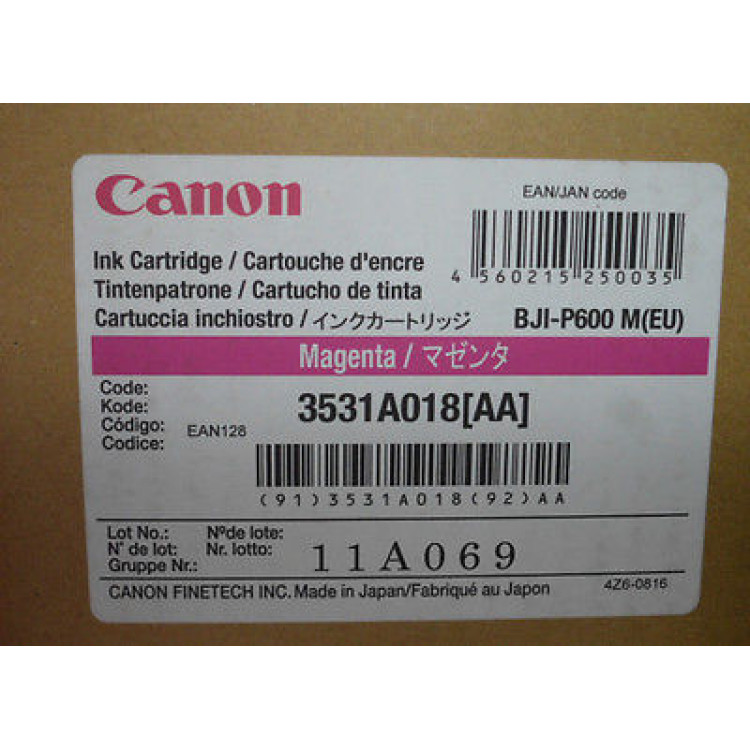 Canon
EAN/JAN code
4 560215 250035
Ink Cartridge / Cartouche d'encre
Tintenpatrone / Cartucho de tinta
Cartuccia inchiostro / インクカートリッジ
BJI-P600 M(EU)
Magenta / マゼンタ
Code:
Kode:
Código:
Codice:
EAN128
3531A018[AA]
(91)3531A018(92)AA
Lot No.: Nºde lote:
N° de lot: Nr. lotto:
Gruppe Nr.:
11A069
CANON FINETECH INC. Made in Japan/Fabriqué au Japon
4Z6-0816